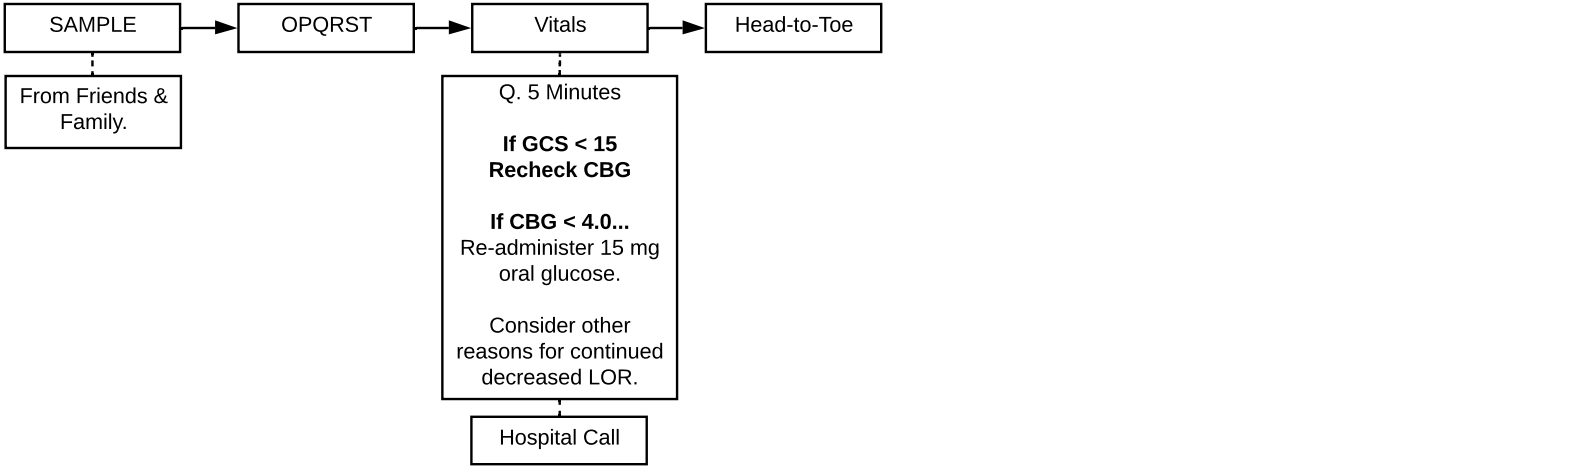 SAMPLE
OPQRST
Vitals
Head-to-Toe
From Friends &
Family.
Q. 5 Minutes
If GCS < 15
Recheck CBG
If CBG < 4.0...
Re-administer 15 mg
oral glucose.
Consider other
reasons for continued
decreased LOR.
Hospital Call